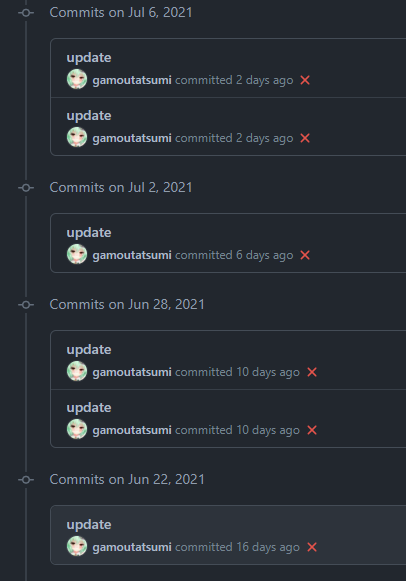 Commits on Jul 6, 2021
update
gamoutatsumi committed 2 days ago
update
gamoutatsumi committed 2 days ago
Commits on Jul 2, 2021
update
gamoutatsumi committed 6 days ago
Commits on Jun 28, 2021
update
gamoutatsumi committed 10 days ago
update
gamoutatsumi committed 10 days ago
Commits on Jun 22, 2021
update
gamoutatsumi committed 16 days ago